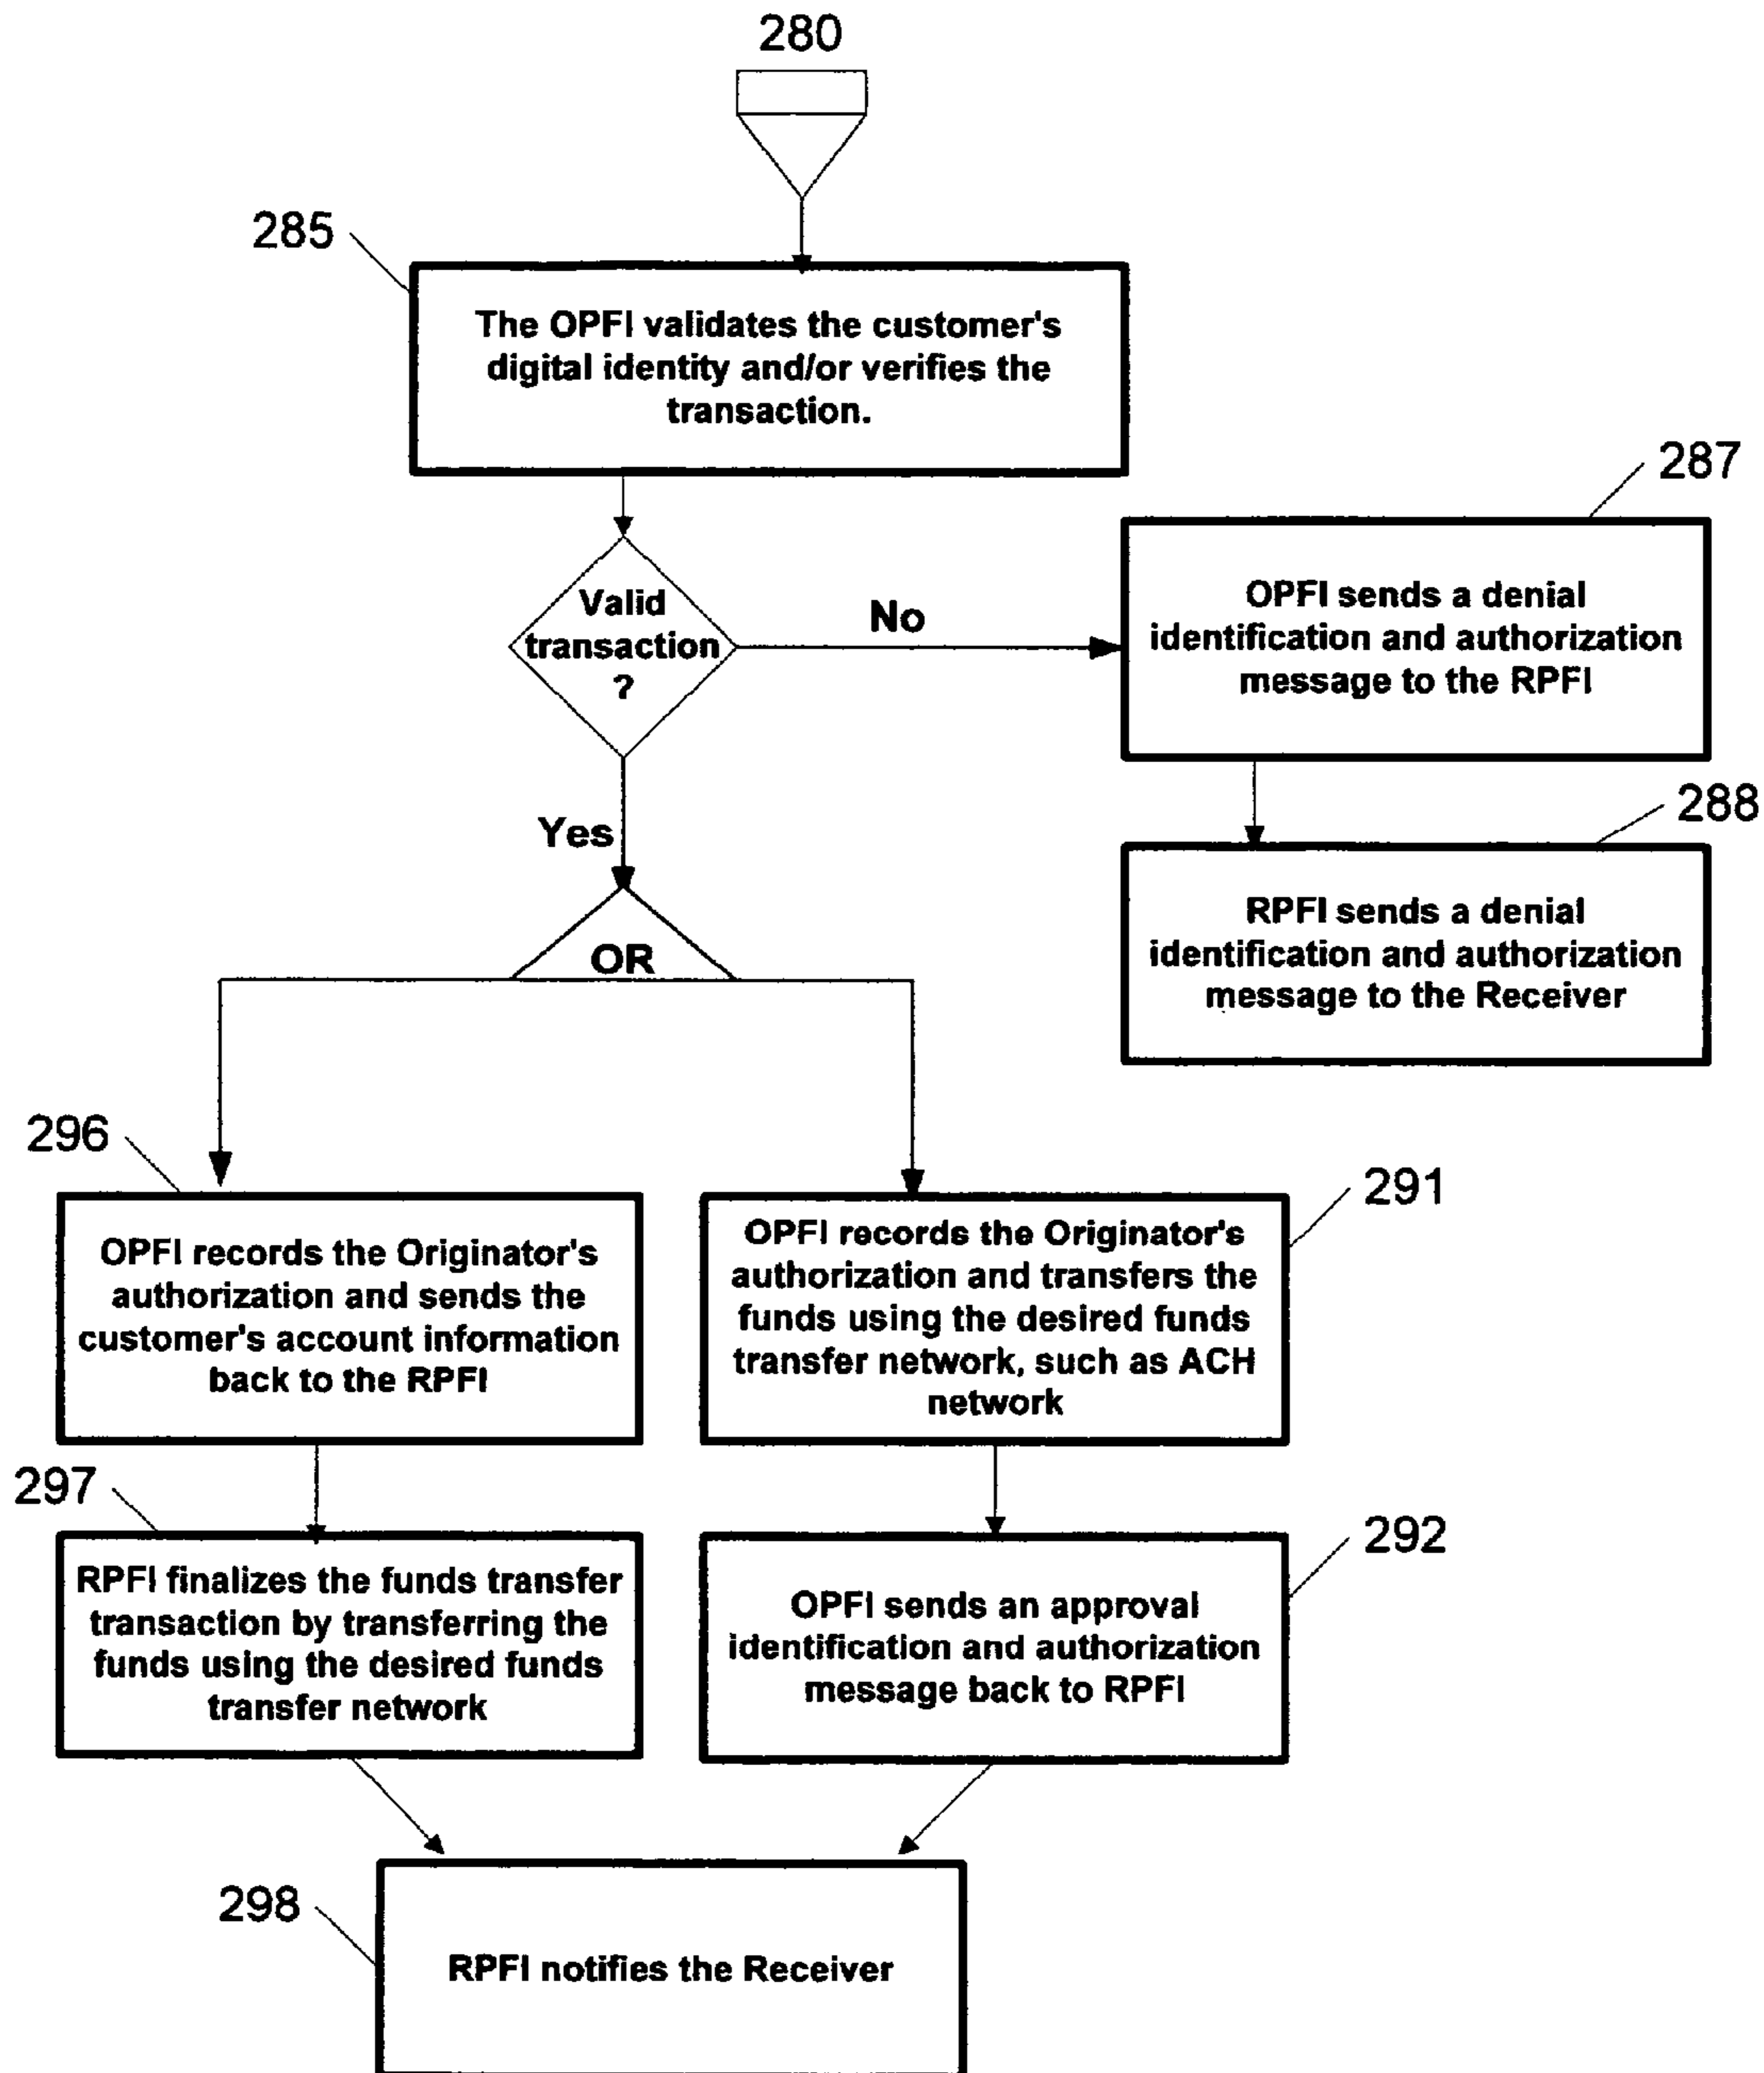 280
285
The OPFI validates the customer's
digital identity and/or verifies the
transaction.
287
Valid
transaction
?
No
OPFI sends a denial
identification and authorization
message to the RPFI
Yes
288
RPFI sends a denial
identification and authorization
message to the Receiver
OR
296
OPFI records the Originator's
authorization and sends the
customer's account information
back to the RPFI
291
OPFI records the Originator's
authorization and transfers the
funds using the desired funds
transfer network, such as ACH
network
297
RPFI finalizes the funds transfer
transaction by transferring the
funds using the desired funds
transfer network
292
OPFI sends an approval
identification and authorization
message back to RPFI
298
RPFI notifies the Receiver